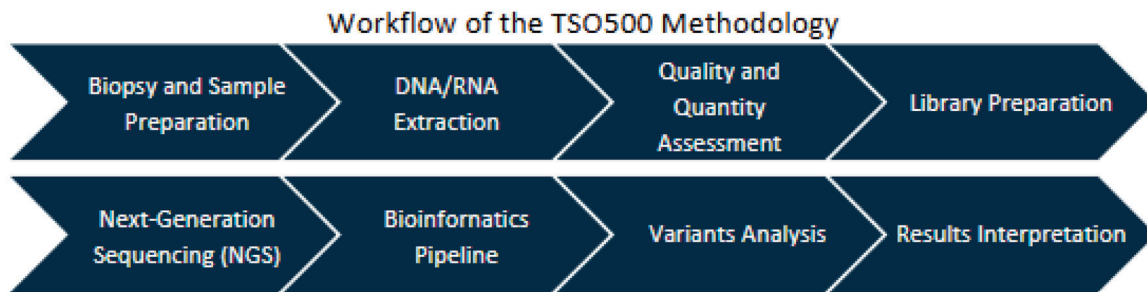 Workflow of the TSO500 Methodology
Biopsy and Sample
Preparation
DNA/RNA
Extraction
Quality and
Quantity
Assessment
Library Preparation
Next-Generation
Sequencing (NGS)
Bioinfornatics
Pipeline
Variants Analysis
Results Interpretation